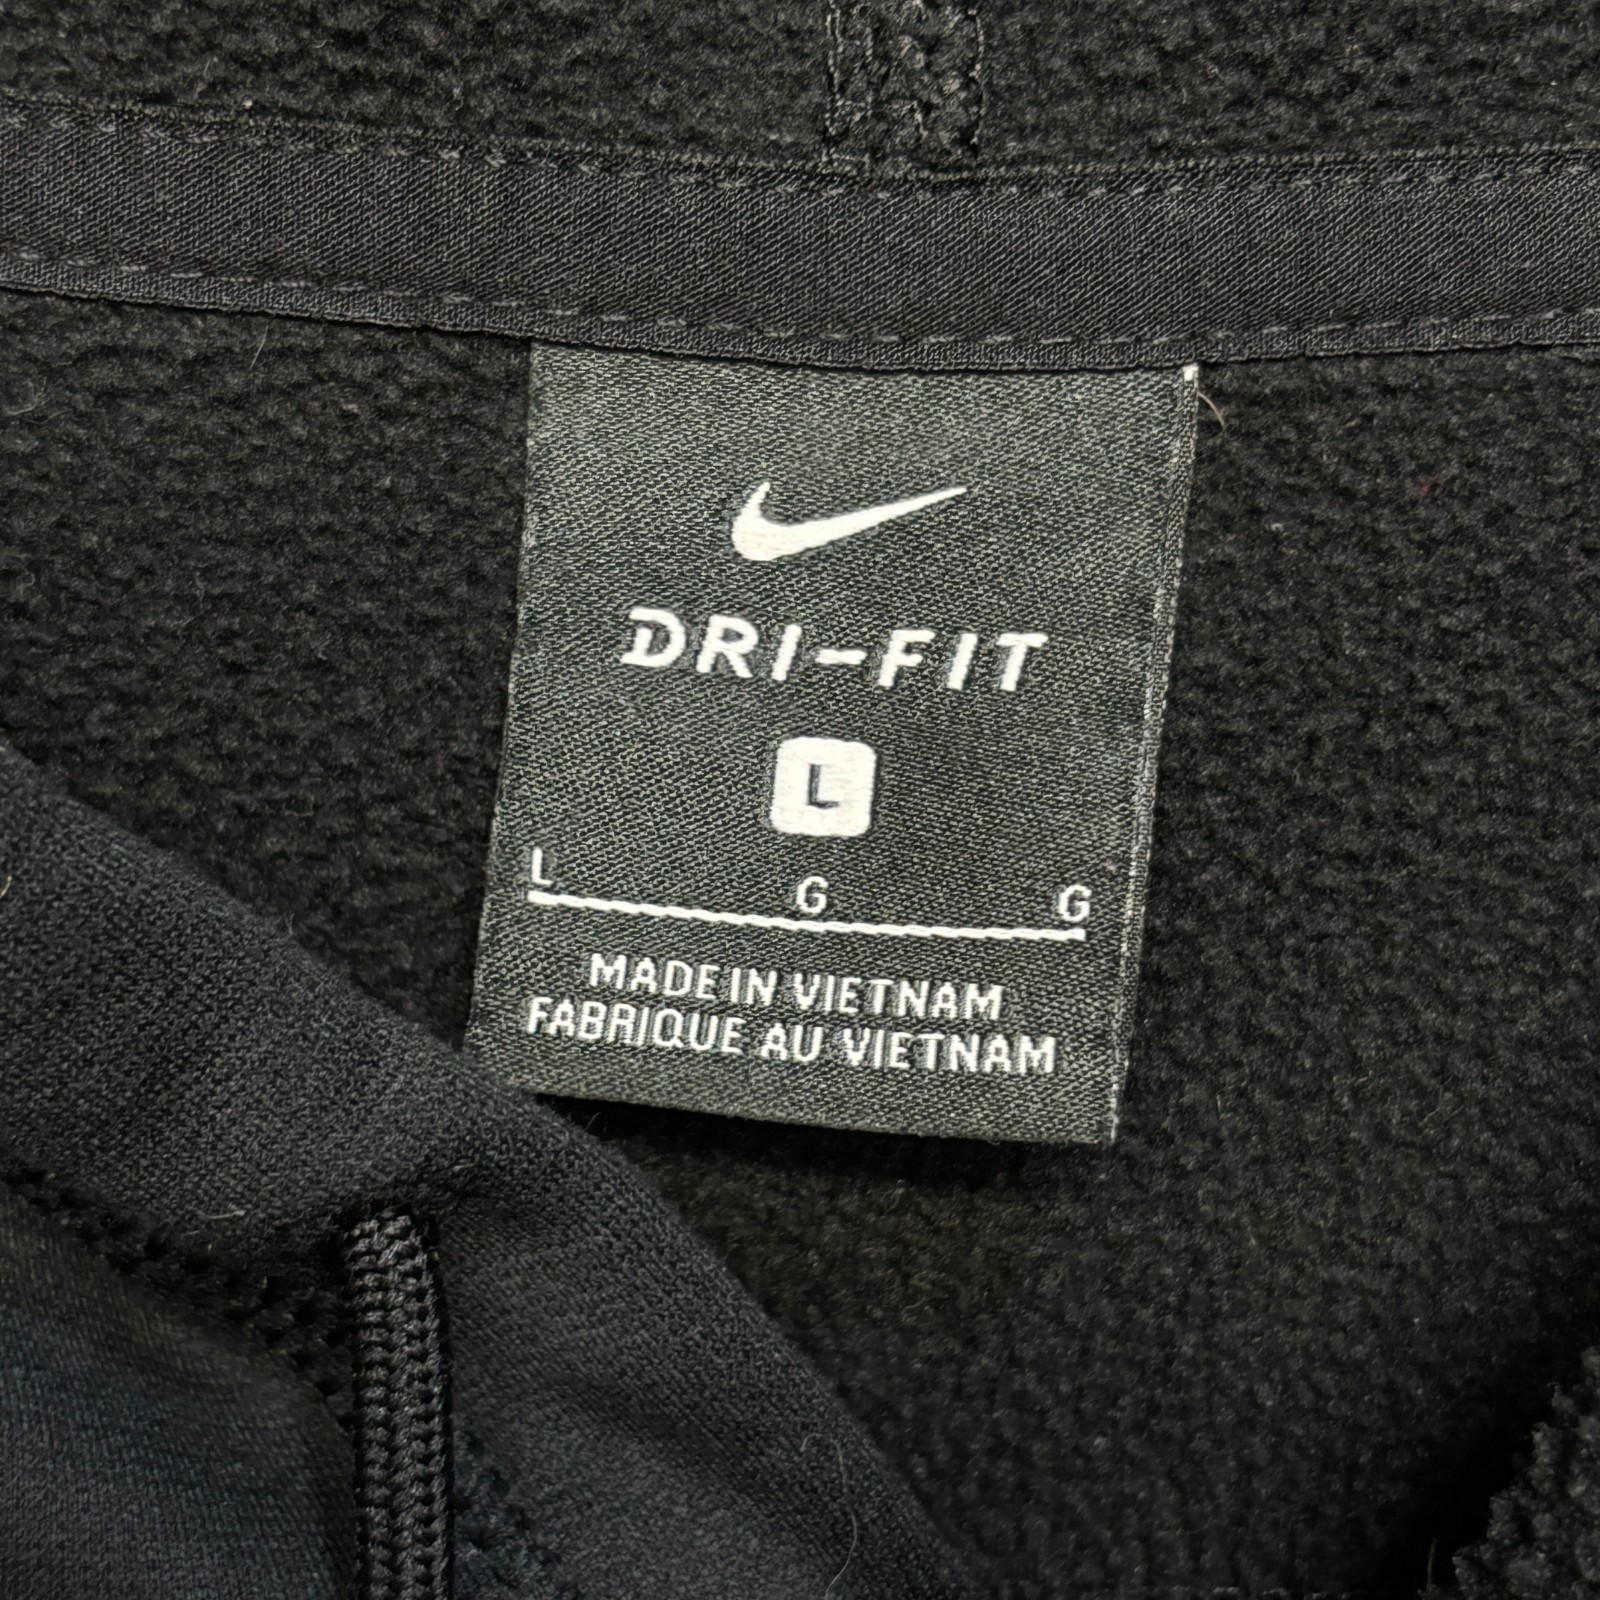 DRI-FIT
L
L G G
MADE IN VIETNAM
FABRIQUE AU VIETNAM